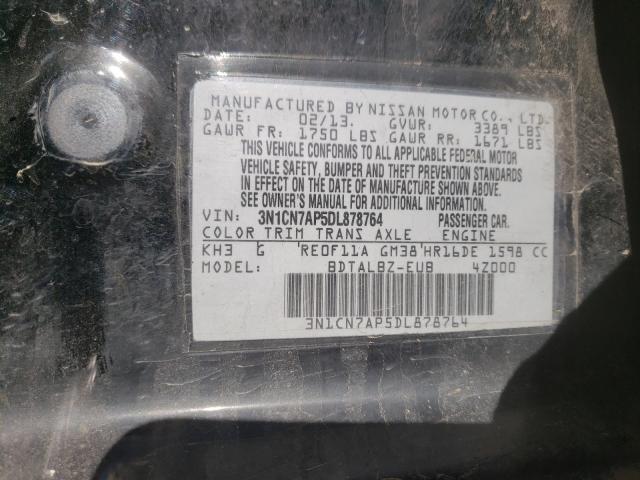 MANUFACTURED BY NISSAN MOTOR CO., LTD.
DATE: 02/13. GVWR: 3389 LBS
GAWR FR: 1750 LBS GAWR RR: 1671 LBS
THIS VEHICLE CONFORMS TO ALL APPLICABLE FEDERAL MOTOR
VEHICLE SAFETY, BUMPER AND THEFT PREVENTION STANDARDS
IN EFFECT ON THE DATE OF MANUFACTURE SHOWN ABOVE.
SEE OWNER'S MANUAL FOR ADDITIONAL INFORMATION.
VIN: 3N1CN7AP5DL878764 PASSENGER CAR.
COLOR TRIM TRANS AXLE ENGINE
KH3 G 'RE0F11A GM38'HR16DE 1598 CC
MODEL: BDTALBZ-EUB 4Z000
3N1CN7AP5DL878764